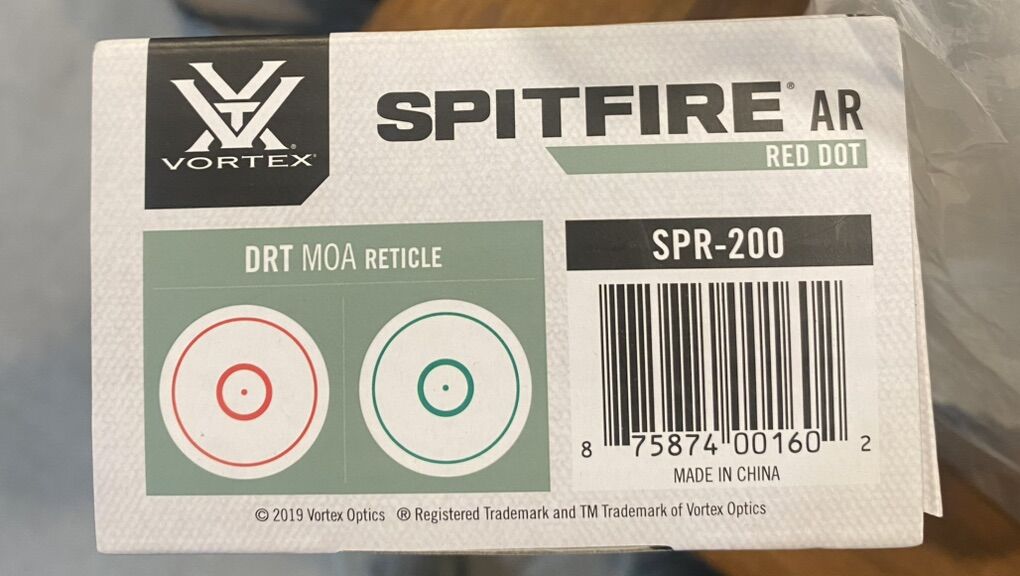 VORTEX®
SPITFIRE® AR
RED DOT
DRT MOA RETICLE
SPR-200
8 75874 00160 2
MADE IN CHINA
© 2019 Vortex Optics ® Registered Trademark and TM Trademark of Vortex Optics